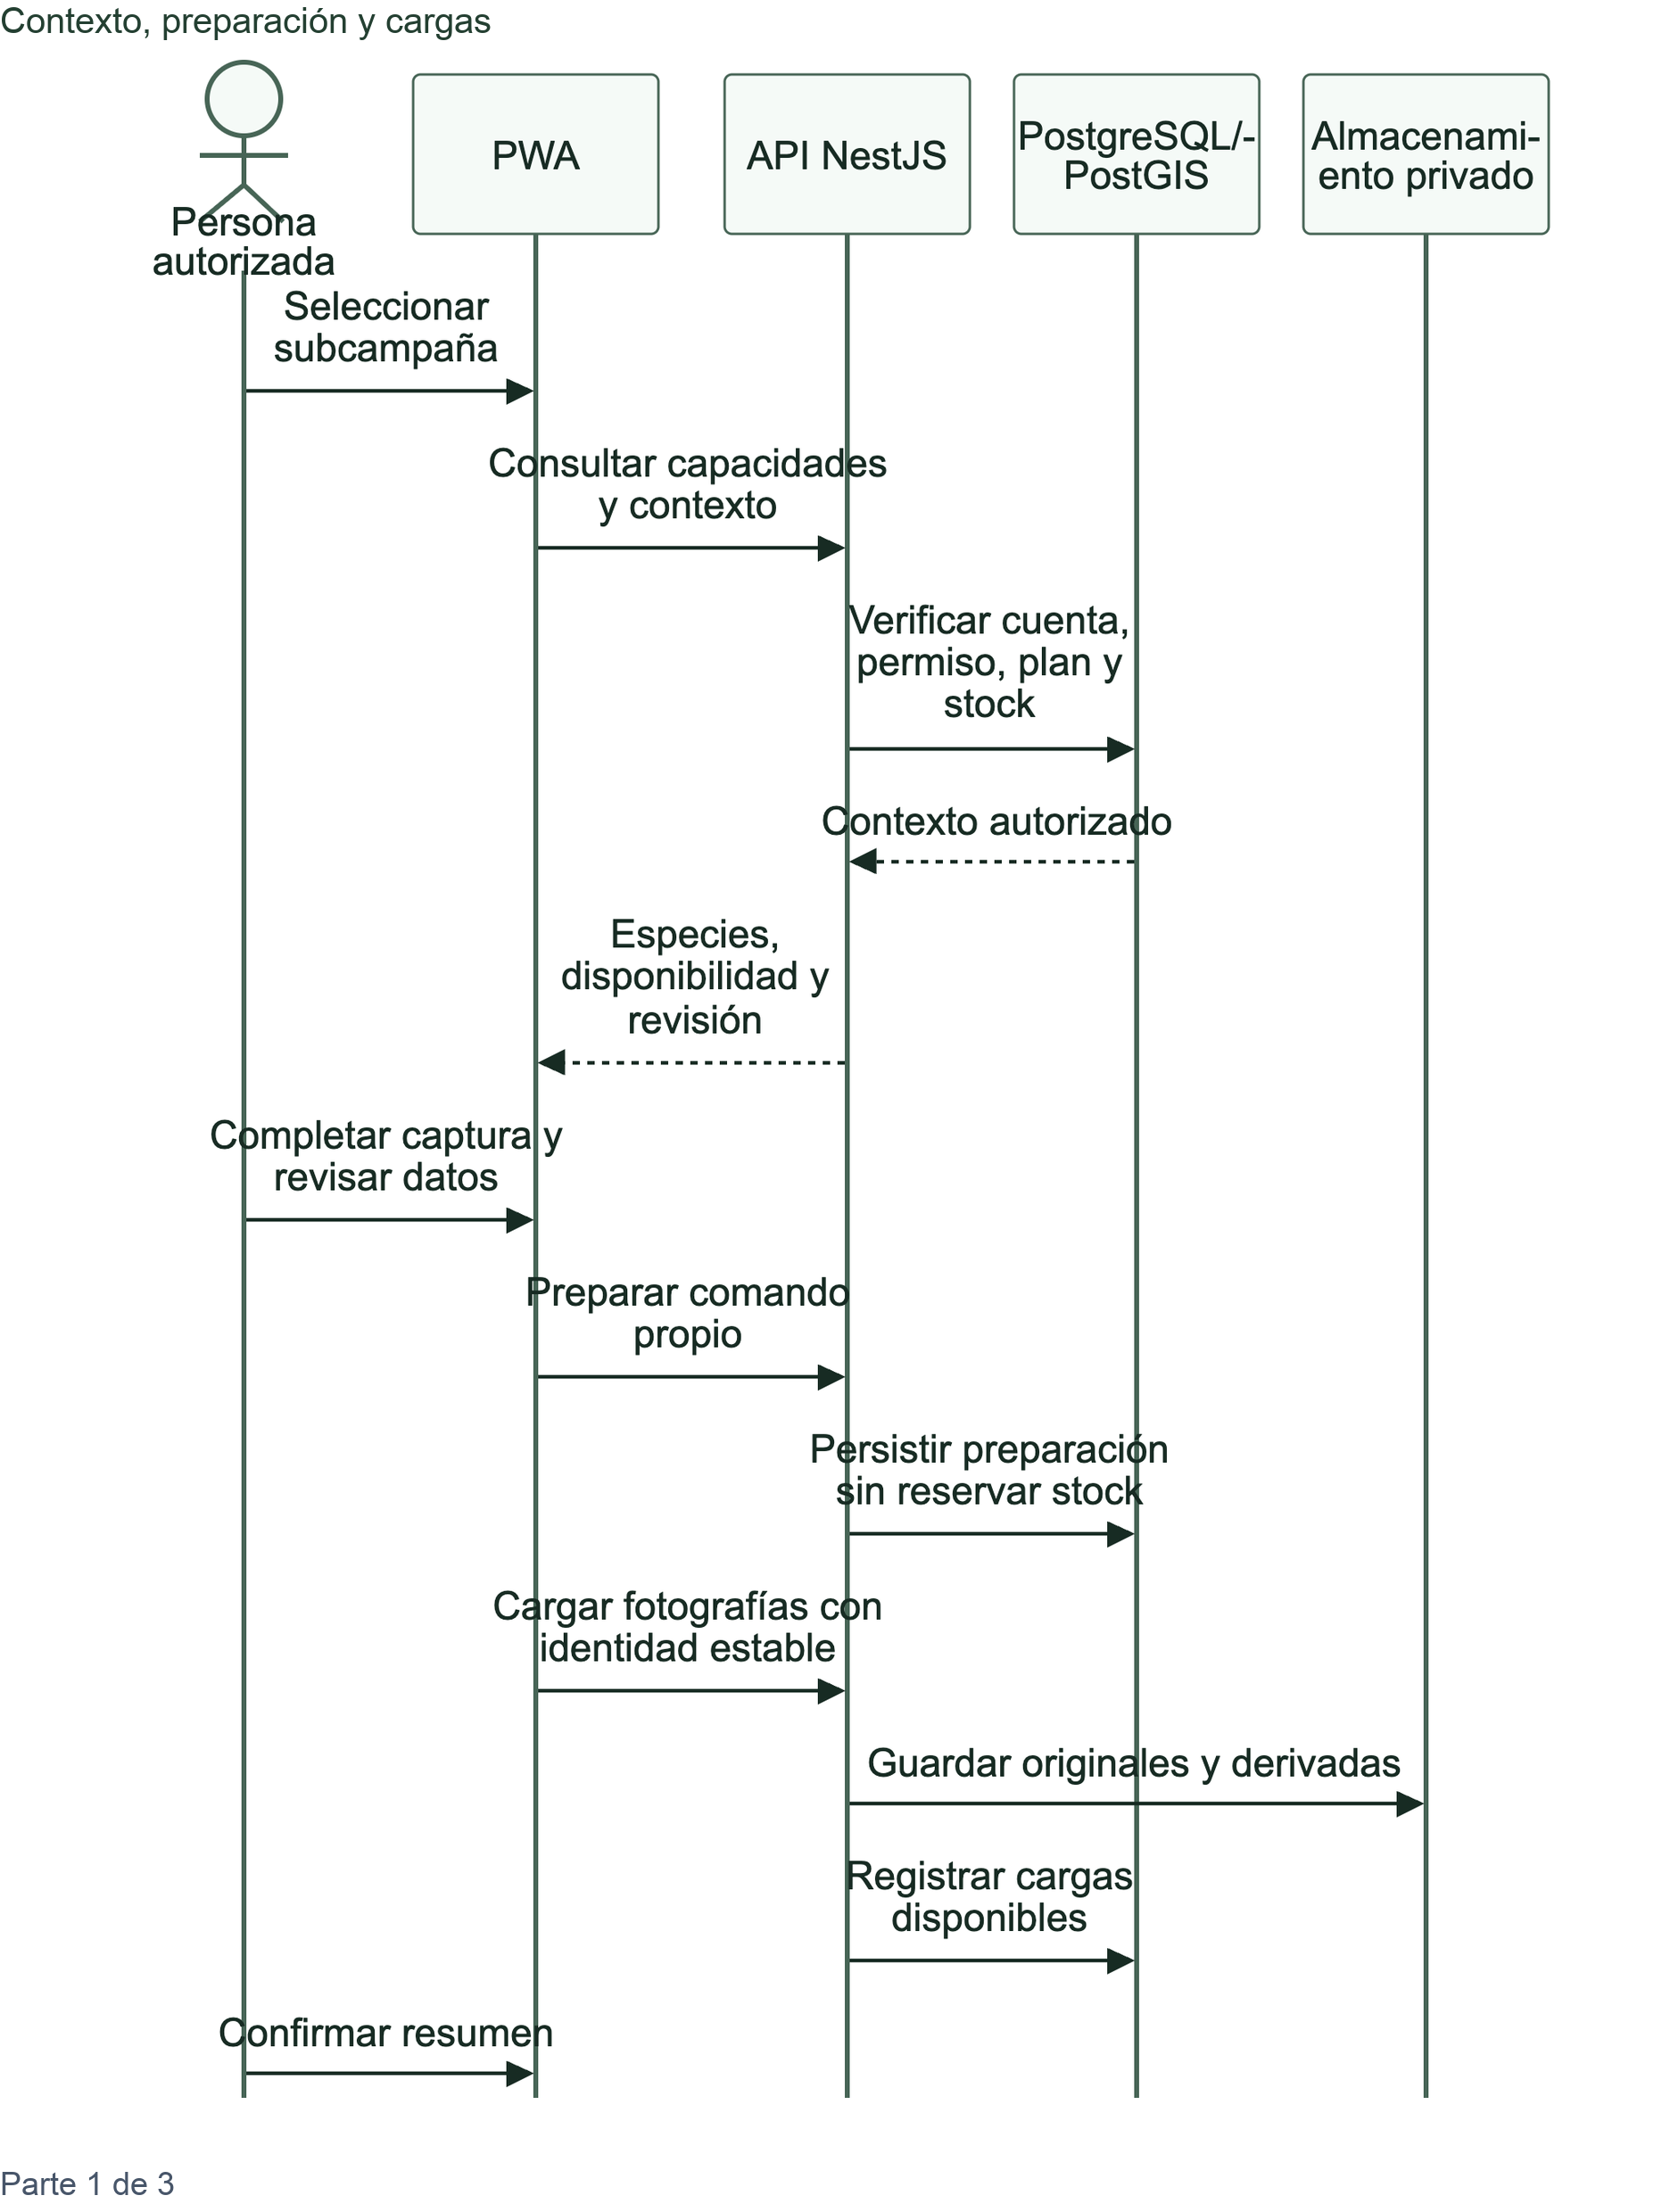 Contexto, preparación y cargas
Persona
autorizada
PWA
API NestJS
PostgreSQL/-
PostGIS
Almacenami-
ento privado
Seleccionar
subcampaña
Consultar capacidades
y contexto
Verificar cuenta,
permiso, plan y
stock
Contexto autorizado
Especies,
disponibilidad y
revisión
Completar captura y
revisar datos
Preparar comando
propio
Persistir preparación
sin reservar stock
Cargar fotografías con
identidad estable
Guardar originales y derivadas
Registrar cargas
disponibles
Confirmar resumen
Parte 1 de 3